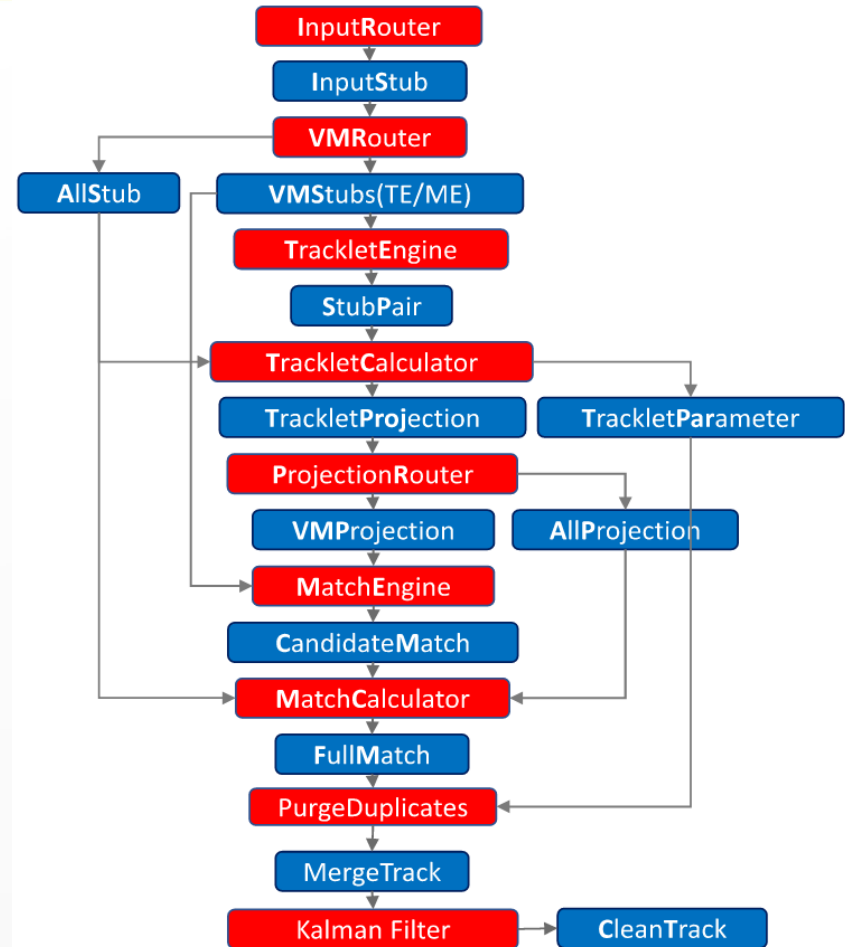 InputRouter
InputStub
VMRouter
AllStub
VMStubs(TE/ME)
TrackletEngine
StubPair
TrackletCalculator
TrackletProjection
TrackletParameter
ProjectionRouter
VMProjection
AllProjection
MatchEngine
CandidateMatch
MatchCalculator
FullMatch
PurgeDuplicates
MergeTrack
Kalman Filter
CleanTrack